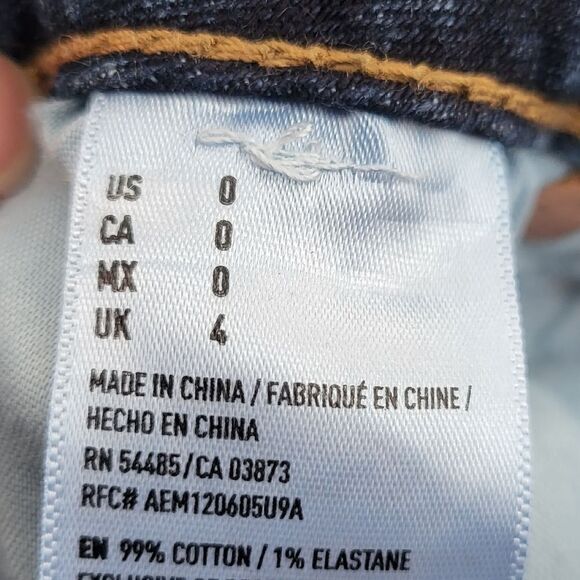 US 0
CA 0
MX 0
UK 4
MADE IN CHINA / FABRIQUÉ EN CHINE /
HECHO EN CHINA
RN 54485/CA 03873
RFC# AEM120605U9A
EN 99% COTTON / 1% ELASTANE